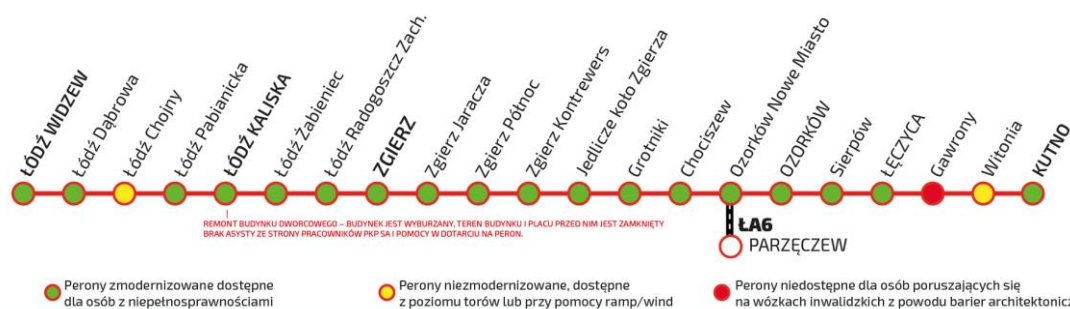 ŁÓDŹ WIDZEW
Łódź Dąbrowa
Łódź Chojny
Łódź Pabianicka
ŁÓDŹ KALISKA
Łódź Żabieniec
Łódź Radogoszcz Zach.
ZGIERZ
Zgierz Jaracza
Zgierz Północ
Zgierz Kontrewers
Jedlicze koło Zgierza
Grotniki
Chociszew
Ozorków Nowe Miasto
OZORKÓW
Sierpów
ŁĘCZYCA
Gawrony
Witonia
KUTNO
REMONT BUDYNKU DWORCOWEGO – BUDYNEK JEST WYBURZANY, TEREN BUDYNKU I PLACU PRZED NIM JEST ZAMKNIĘTY
BRAK ASYSTY ZE STRONY PRACOWNIKÓW PKP SA I POMOCY W DOTARCIU NA PERON.
ŁA6
PARZĘCZEW
Perony zmodernizowane dostępne
dla osób z niepełnosprawnościami
Perony niezmodernizowane, dostępne
z poziomu torów lub przy pomocy ramp/wind
Perony niedostępne dla osób poruszających się
na wózkach inwalidzkich z powodu barier architektonicz